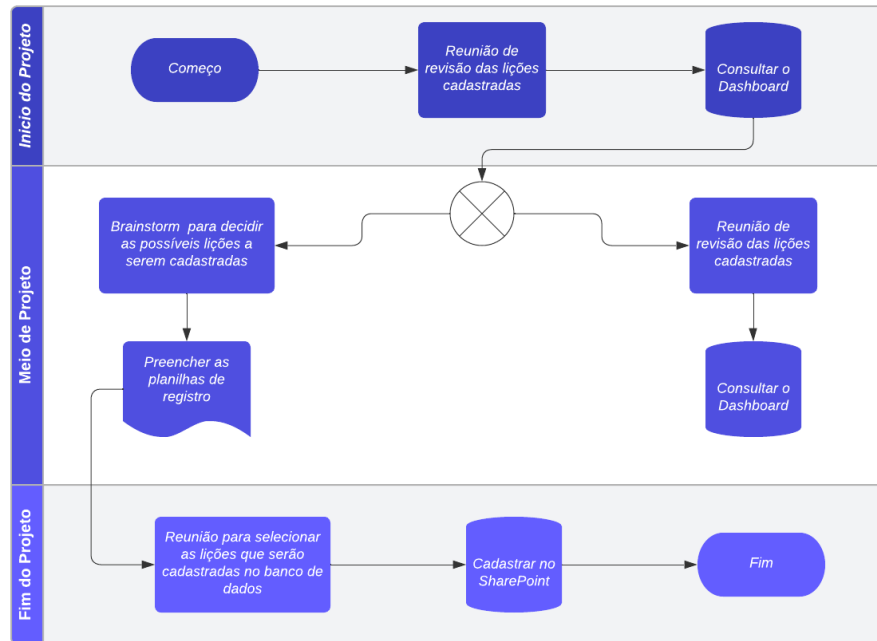 Inicio do Projeto
Começo
Reunião de
revisão das lições
cadastradas
Consultar o
Dashboard
Meio de Projeto
Brainstorm para decidir
as possíveis lições a
serem cadastradas
Reunião de
revisão das lições
cadastradas
Preencher as
planilhas de
registro
Consultar o
Dashboard
Fim do Projeto
Reunião para selecionar
as lições que serão
cadastradas no banco de
dados
Cadastrar no
SharePoint
Fim